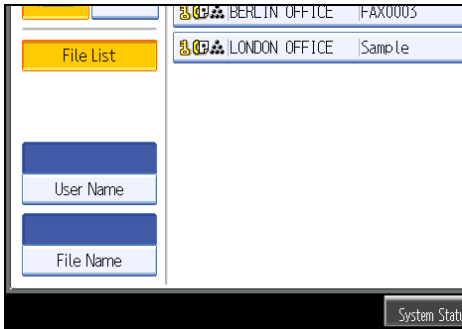 BERLIN OFFICE FAX0003
File List
LONDON OFFICE Sample
User Name
File Name
System Statu